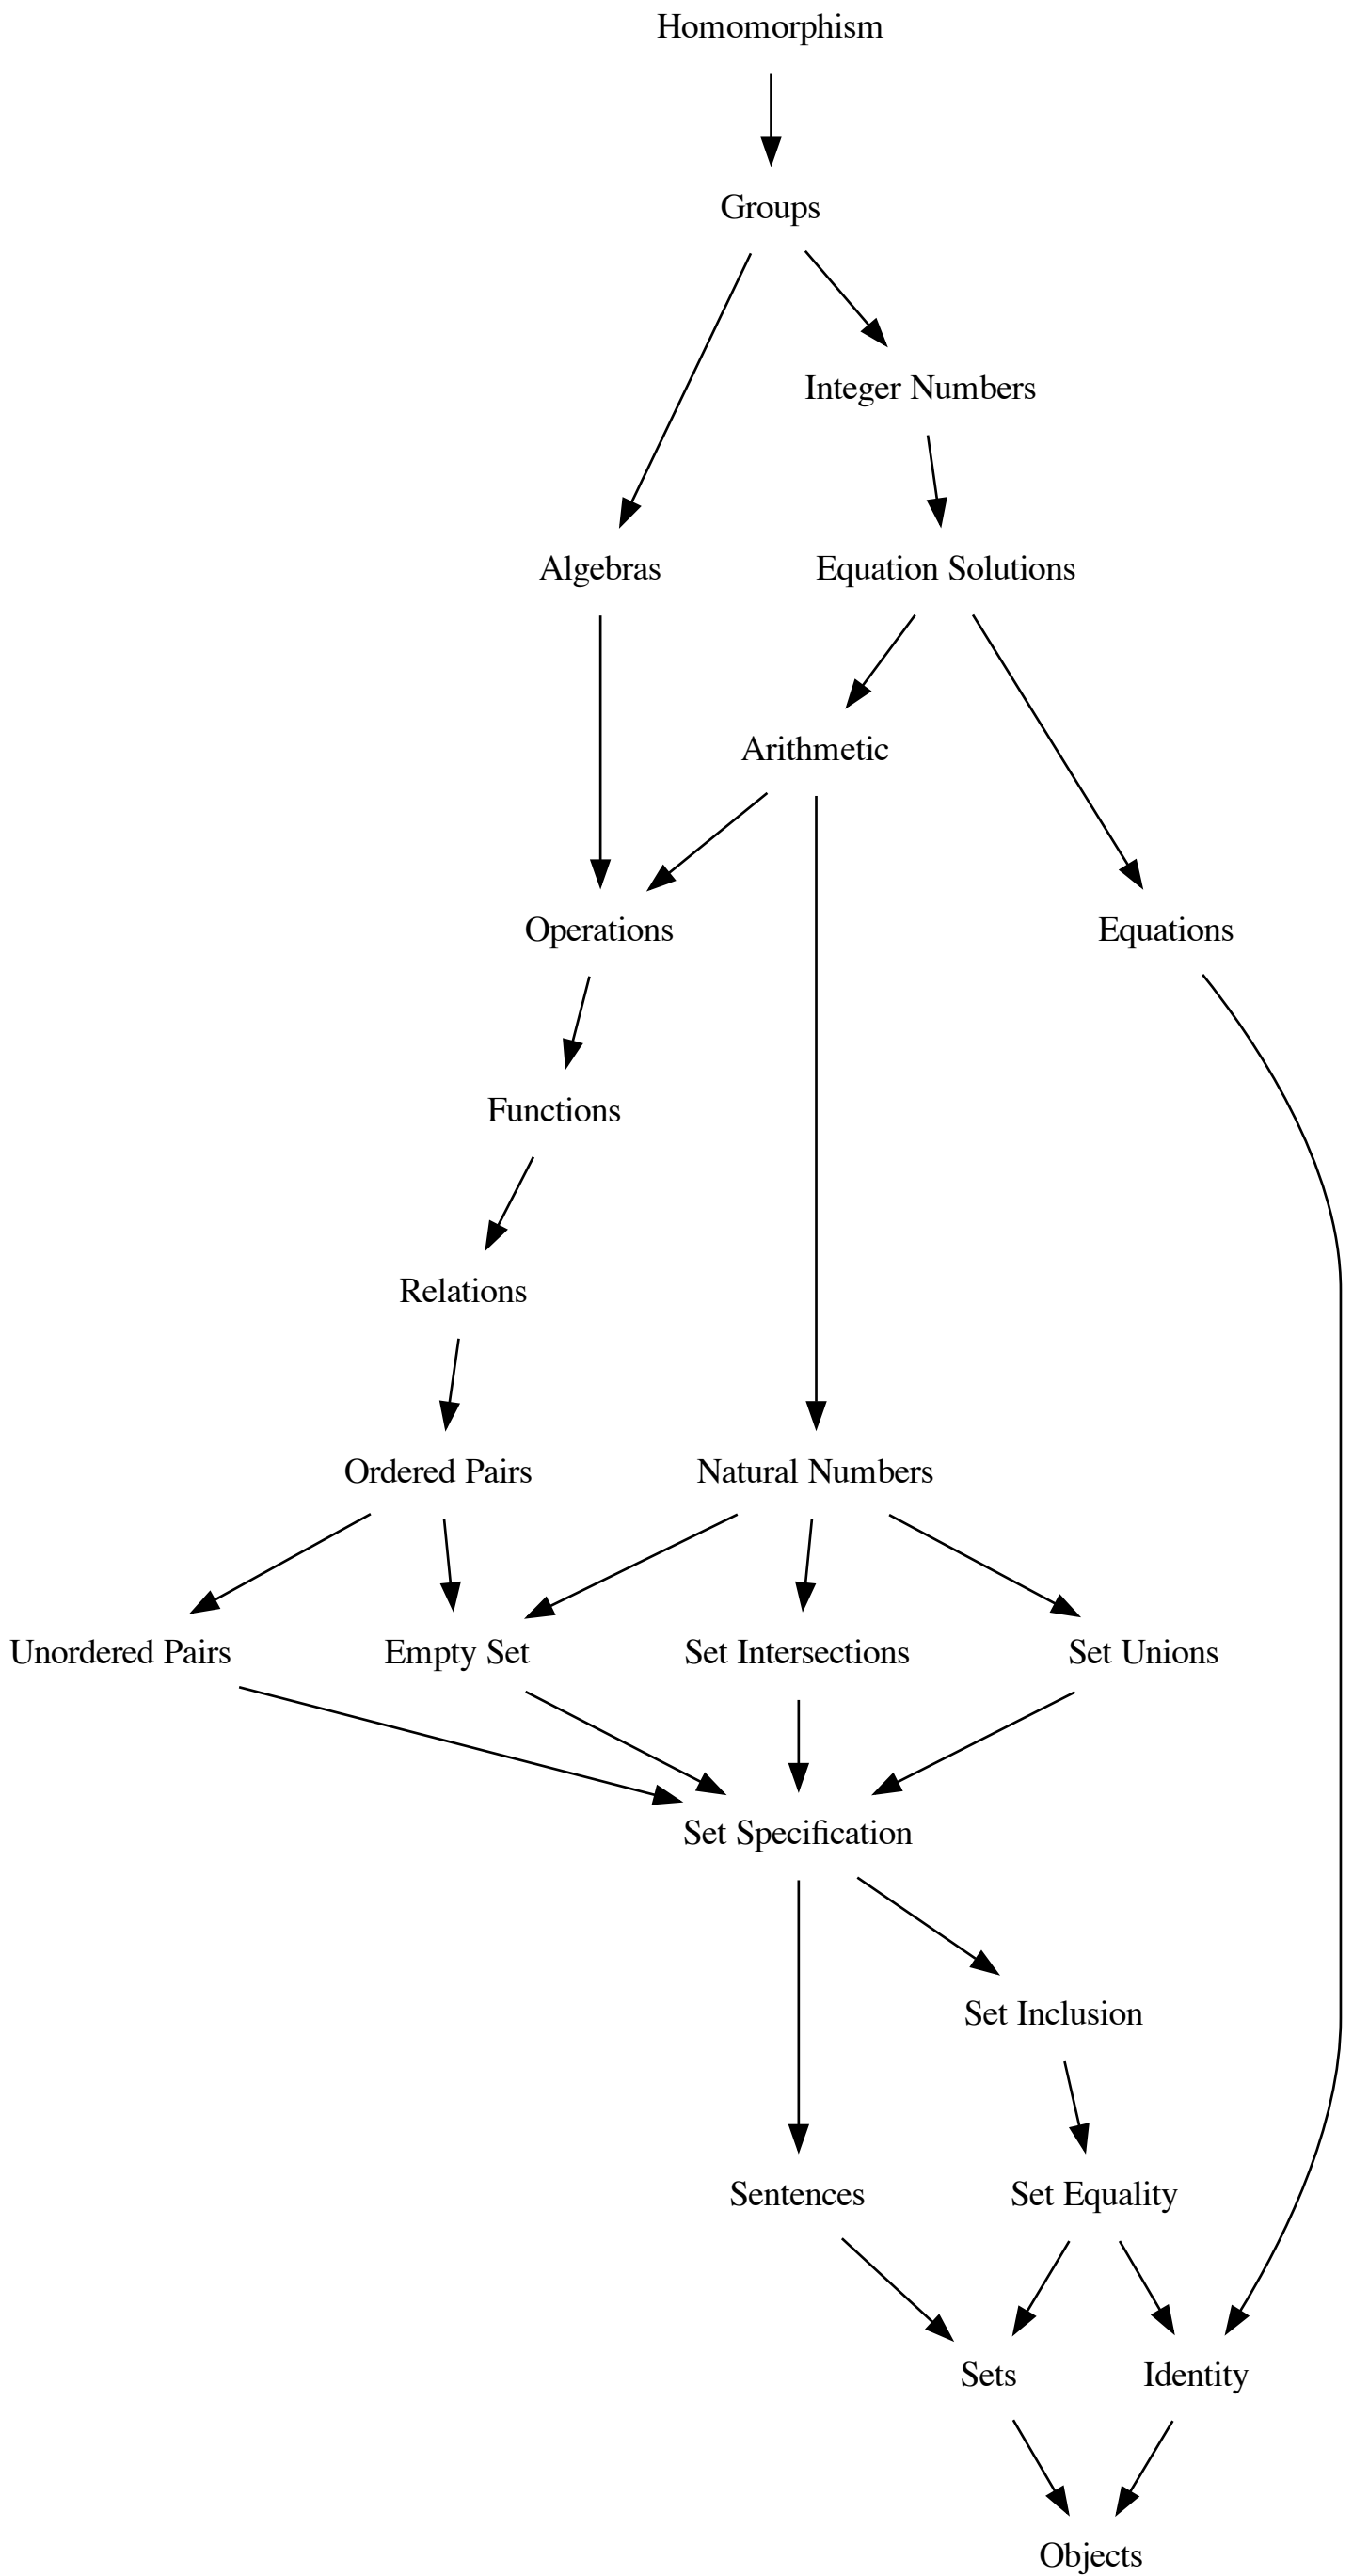 Homomorphism
Groups
Integer Numbers
Algebras
Equation Solutions
Arithmetic
Operations
Equations
Functions
Relations
Ordered Pairs
Natural Numbers
Unordered Pairs
Empty Set
Set Intersections
Set Unions
Set Specification
Set Inclusion
Sentences
Set Equality
Sets
Identity
Objects